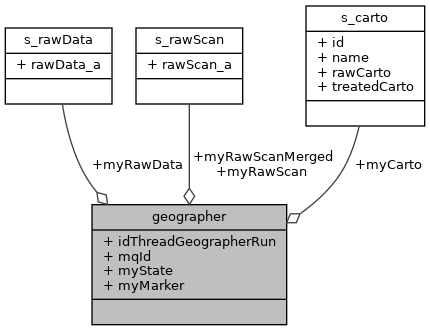 s_rawData
+ rawData_a
s_rawScan
+ rawScan_a
s_carto
+ id
+ name
+ rawCarto
+ treatedCarto
+myRawData
+myRawScanMerged
+myRawScan
+myCarto
geographer
+ idThreadGeographerRun
+ mqId
+ myState
+ myMarker